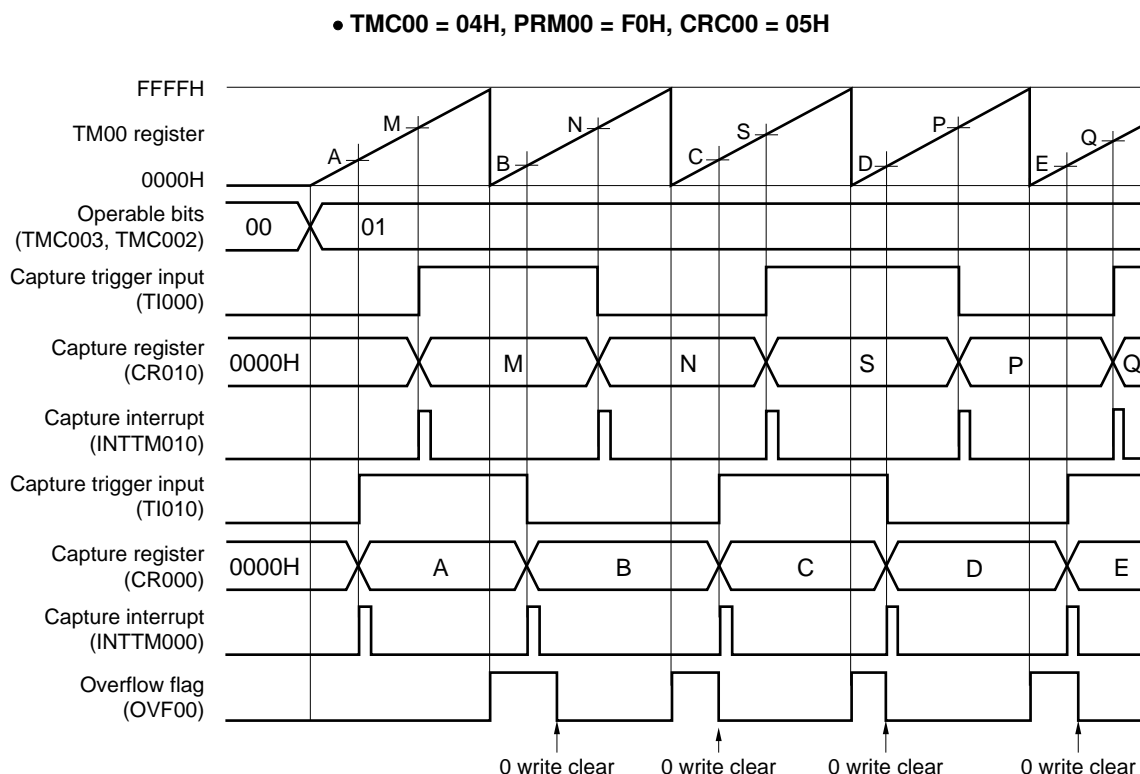 • TMC00 = 04H, PRM00 = F0H, CRC00 = 05H
FFFFH
TM00 register
0000H
A
M
B
N
C
S
D
P
E
Q
Operable bits
(TMC003, TMC002)
00
01
Capture trigger input
(TI000)
Capture register
(CR010)
0000H
M
N
S
P
Q
Capture interrupt
(INTTM010)
Capture trigger input
(TI010)
Capture register
(CR000)
0000H
A
B
C
D
E
Capture interrupt
(INTTM000)
Overflow flag
(OVF00)
0 write clear
0 write clear
0 write clear
0 write clear